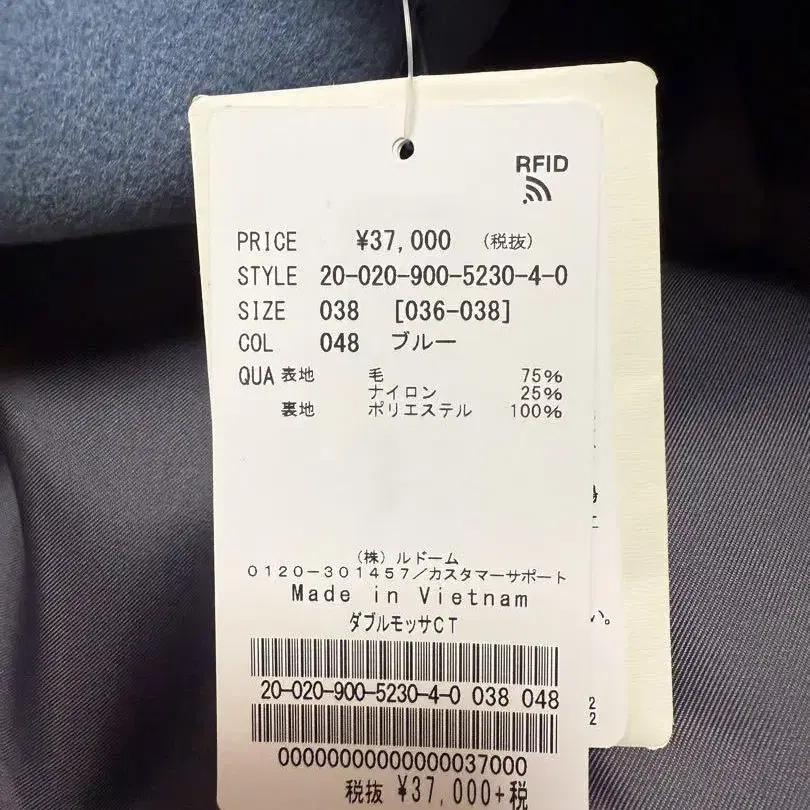 RFID
PRICE ¥37,000 (税抜)
STYLE 20-020-900-5230-4-0
SIZE 038 [036-038]
COL 048 ブルー
QUA 表地 毛 75%
ナイロン 25%
裏地 ポリエステル 100%
(株)ルドーム
0120-301457/カスタマーサポート
Made in Vietnam
ダブルモッサCT
20-020-900-5230-4-0 038 048
00000000000000037000
税抜 ¥37,000+税
い。
2
2